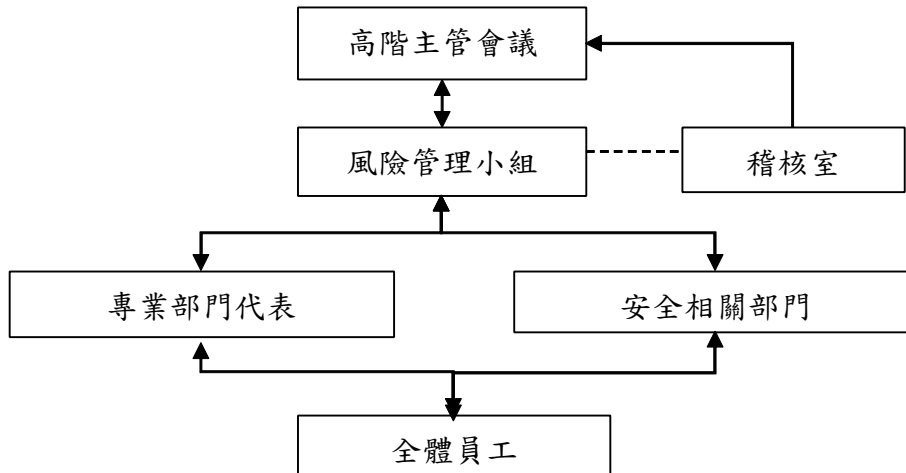 高階主管會議
風險管理小組
稽核室
專業部門代表
安全相關部門
全體員工